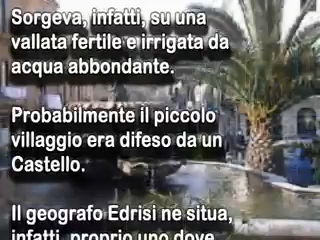 Sorgeva, infatti, su una
vallata fertile e irrigata da
acqua abbondante.
Probabilmente il piccolo
villaggio era difeso da un
Castello.
Il geografo Edrisi ne situa,
infatti, proprio uno dove